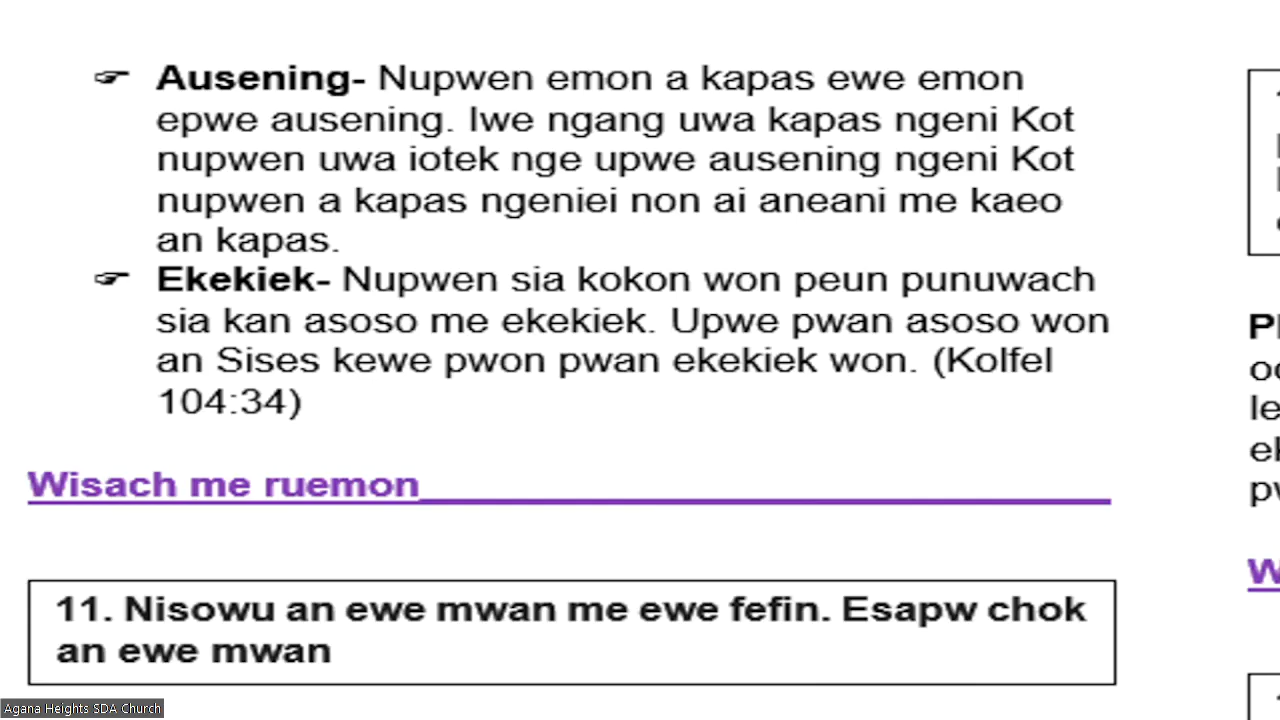 ☞ Ausening- Nupwen emon a kapas ewe emon
epwe ausening. Iwe ngang uwa kapas ngeni Kot
nupwen uwa iotek nge upwe ausening ngeni Kot
nupwen a kapas ngeniei non ai aneani me kaeo
an kapas.
☞ Ekekiek- Nupwen sia kokon won peun punuwach
sia kan asoso me ekekiek. Upwe pwan asoso won
an Sises kewe pwon pwan ekekiek won. (Kolfel
104:34)
Wisach me ruemon
11. Nisowu an ewe mwan me ewe fefin. Esapw chok
an ewe mwan
Agana Heights SDA Church